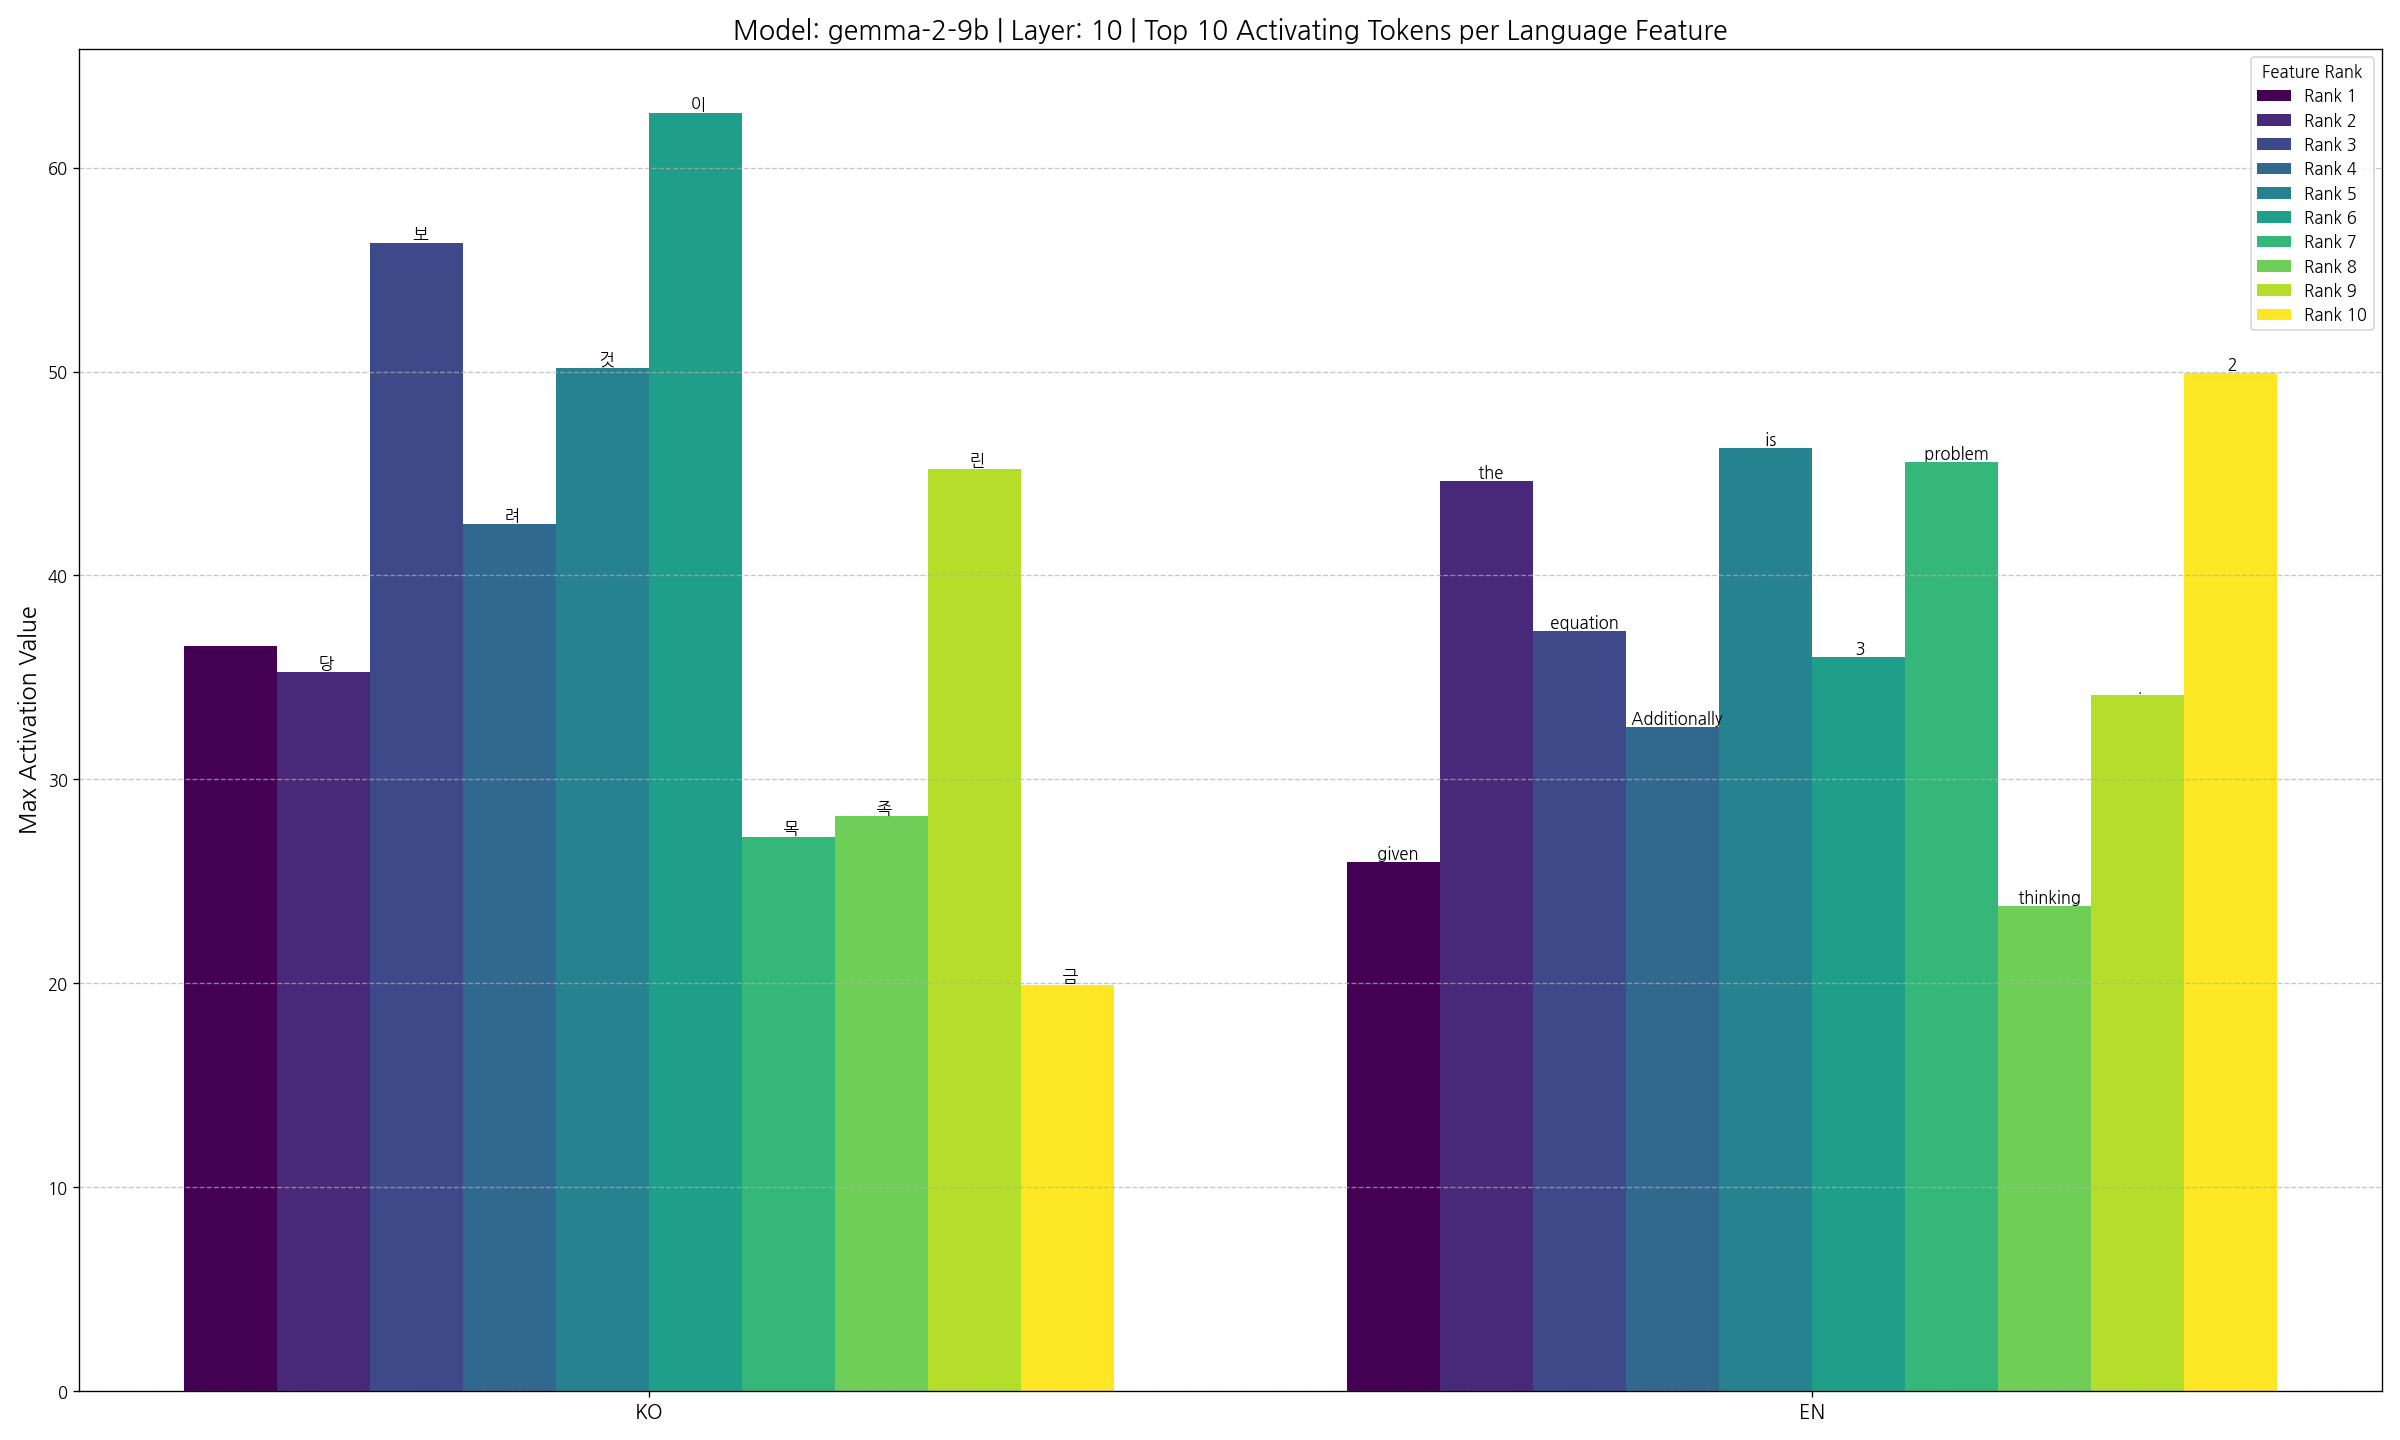 Model: gemma-2-9b | Layer: 10 | Top 10 Activating Tokens per Language Feature
Max Activation Value
60
50
40
30
20
10
0
당
보
려
것
이
목
족
린
금
given
the
equation
Additionally
is
3
problem
thinking
.
2
KO
EN
Feature Rank
Rank 1
Rank 2
Rank 3
Rank 4
Rank 5
Rank 6
Rank 7
Rank 8
Rank 9
Rank 10